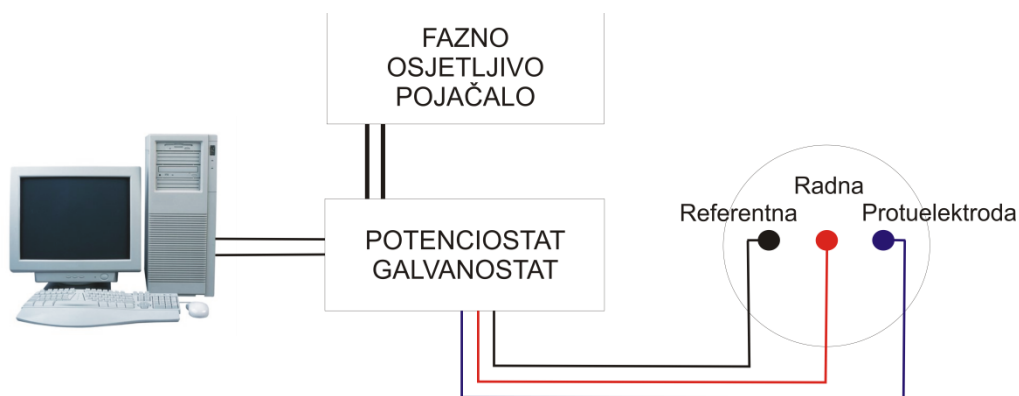 FAZNO
OSJETLJIVO
POJAČALO
POTENCIOSTAT
GALVANOSTAT
Radna
Referentna
Protuelektroda